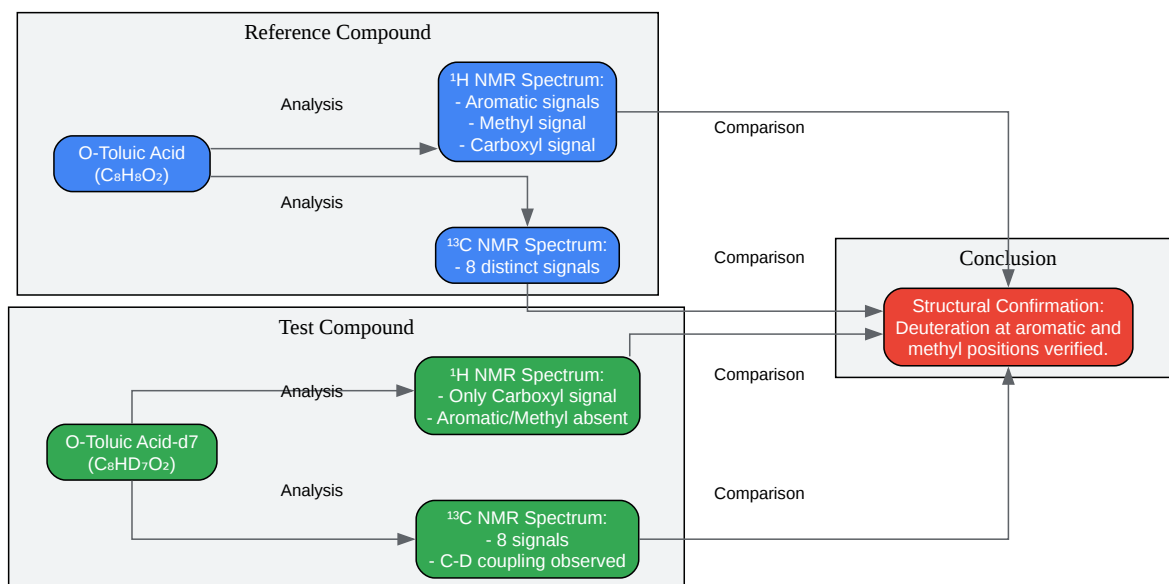 Reference Compound
Analysis
O-Toluic Acid
(C₈H₈O₂)
Analysis
¹H NMR Spectrum:
- Aromatic signals
- Methyl signal
- Carboxyl signal
¹³C NMR Spectrum:
- 8 distinct signals
Comparison
Comparison
Test Compound
Analysis
O-Toluic Acid-d7
(C₈HD₇O₂)
Analysis
¹H NMR Spectrum:
- Only Carboxyl signal
- Aromatic/Methyl absent
¹³C NMR Spectrum:
- 8 signals
- C-D coupling observed
Comparison
Comparison
Conclusion
Structural Confirmation:
Deuteration at aromatic and
methyl positions verified.